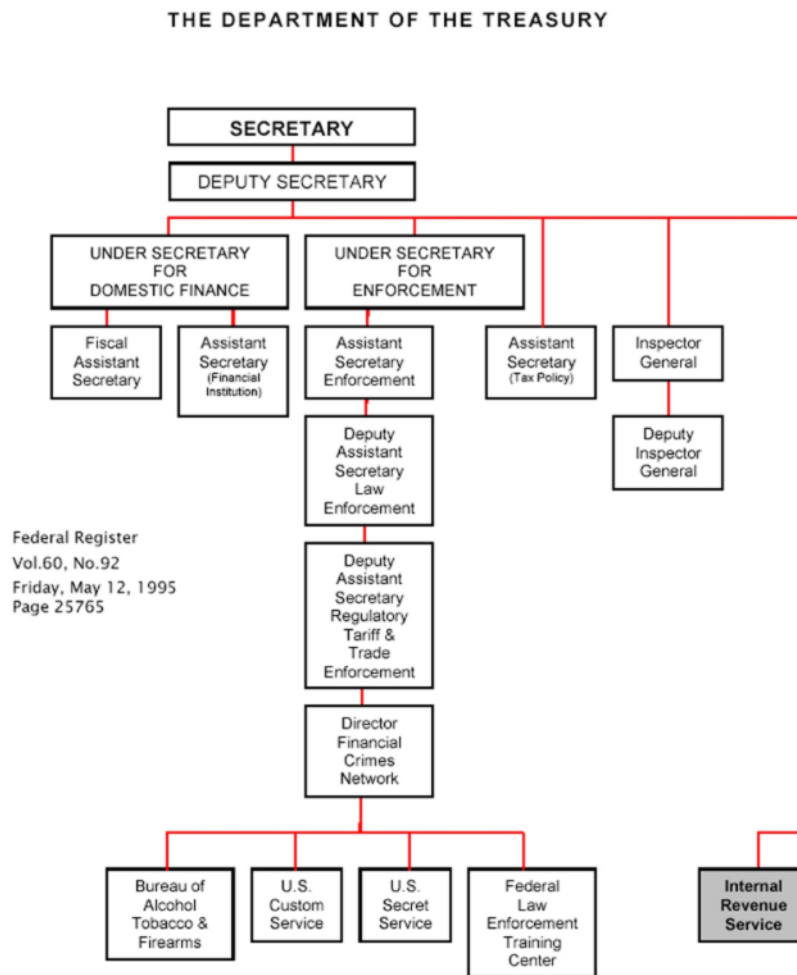 THE DEPARTMENT OF THE TREASURY
SECRETARY
DEPUTY SECRETARY
UNDER SECRETARY
FOR
DOMESTIC FINANCE
UNDER SECRETARY
FOR
ENFORCEMENT
Fiscal
Assistant
Secretary
Assistant
Secretary
(Financial
Institution)
Assistant
Secretary
Enforcement
Assistant
Secretary
(Tax Policy)
Inspector
General
Deputy
Assistant
Secretary
Law
Enforcement
Deputy
Inspector
General
Federal Register
Vol.60, No.92
Friday, May 12, 1995
Page 25765
Deputy
Assistant
Secretary
Regulatory
Tariff &
Trade
Enforcement
Director
Financial
Crimes
Network
Bureau of
Alcohol
Tobacco &
Firearms
U.S.
Custom
Service
U.S.
Secret
Service
Federal
Law
Enforcement
Training
Center
Internal
Revenue
Service